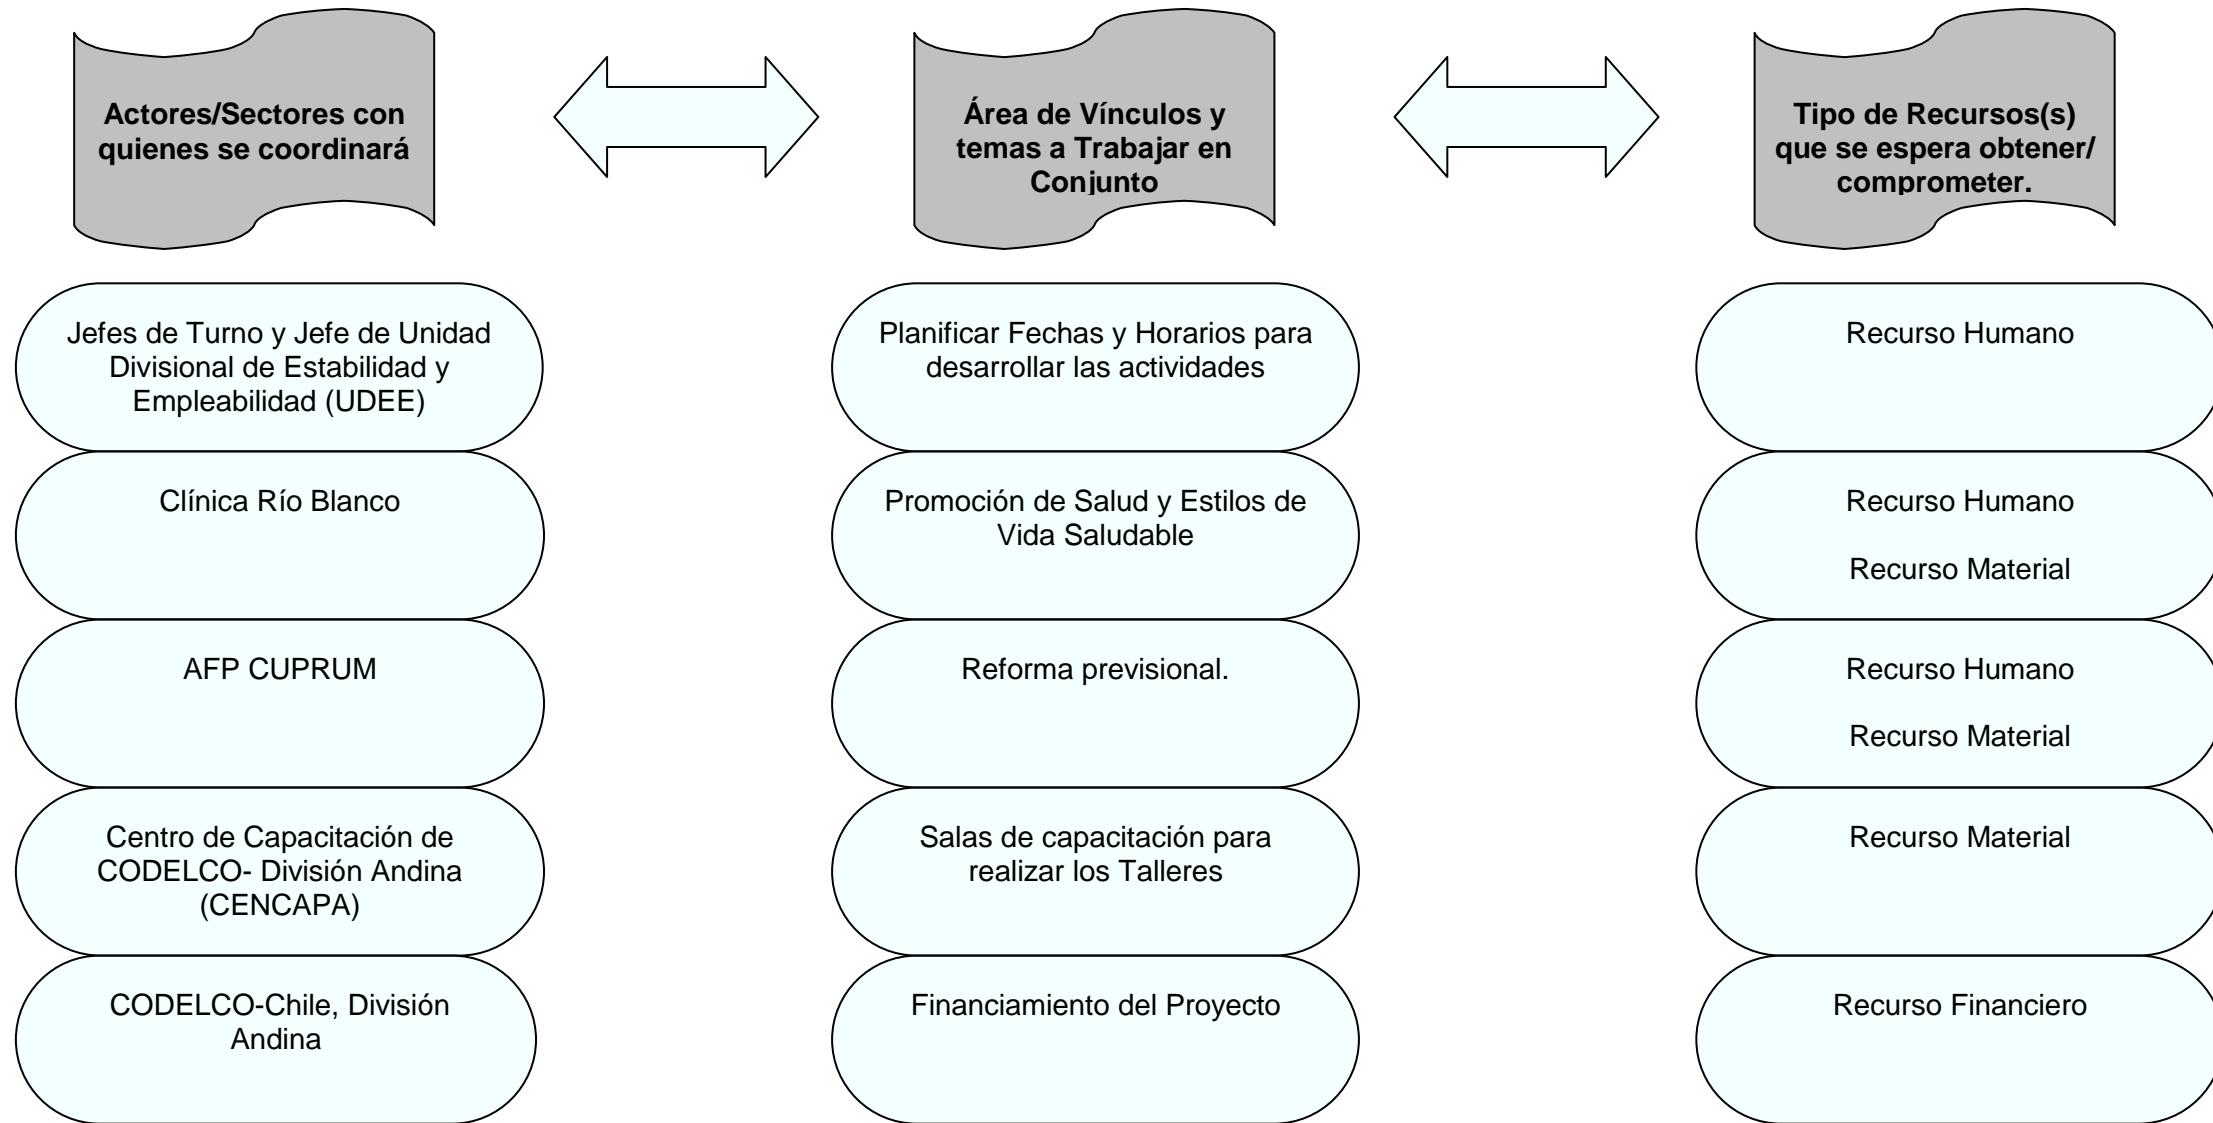 Actores/Sectores con
quienes se coordinará
Área de Vínculos y
temas a Trabajar en
Conjunto
Tipo de Recursos(s)
que se espera obtener/
comprometer.
Jefes de Turno y Jefe de Unidad
Divisional de Estabilidad y
Empleabilidad (UDEE)
Planificar Fechas y Horarios para
desarrollar las actividades
Recurso Humano
Clínica Río Blanco
Promoción de Salud y Estilos de
Vida Saludable
Recurso Humano
Recurso Material
AFP CUPRUM
Reforma previsional.
Recurso Humano
Recurso Material
Centro de Capacitación de
CODELCO- División Andina
(CENCAPA)
Salas de capacitación para
realizar los Talleres
Recurso Material
CODELCO-Chile, División
Andina
Financiamiento del Proyecto
Recurso Financiero